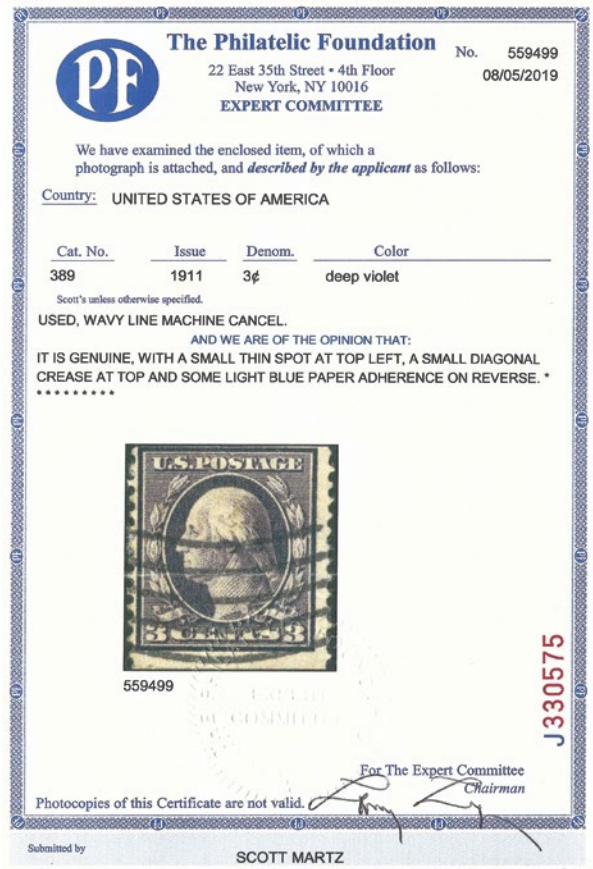 PF
The Philatelic Foundation
No. 559499
22 East 35th Street • 4th Floor
08/05/2019
New York, NY 10016
EXPERT COMMITTEE
We have examined the enclosed item, of which a
photograph is attached, and described by the applicant as follows:
Country: UNITED STATES OF AMERICA
Cat. No. Issue Denom. Color
389 1911 3¢ deep violet
Scott's unless otherwise specified.
USED, WAVY LINE MACHINE CANCEL.
AND WE ARE OF THE OPINION THAT:
IT IS GENUINE, WITH A SMALL THIN SPOT AT TOP LEFT, A SMALL DIAGONAL
CREASE AT TOP AND SOME LIGHT BLUE PAPER ADHERENCE ON REVERSE. *
* * * * * * * * *
U.S. POSTAGE
3 CENTS 3
559499
EXPERT
COMMITTEE
J330575
For The Expert Committee
Chairman
Photocopies of this Certificate are not valid.
Submitted by
SCOTT MARTZ